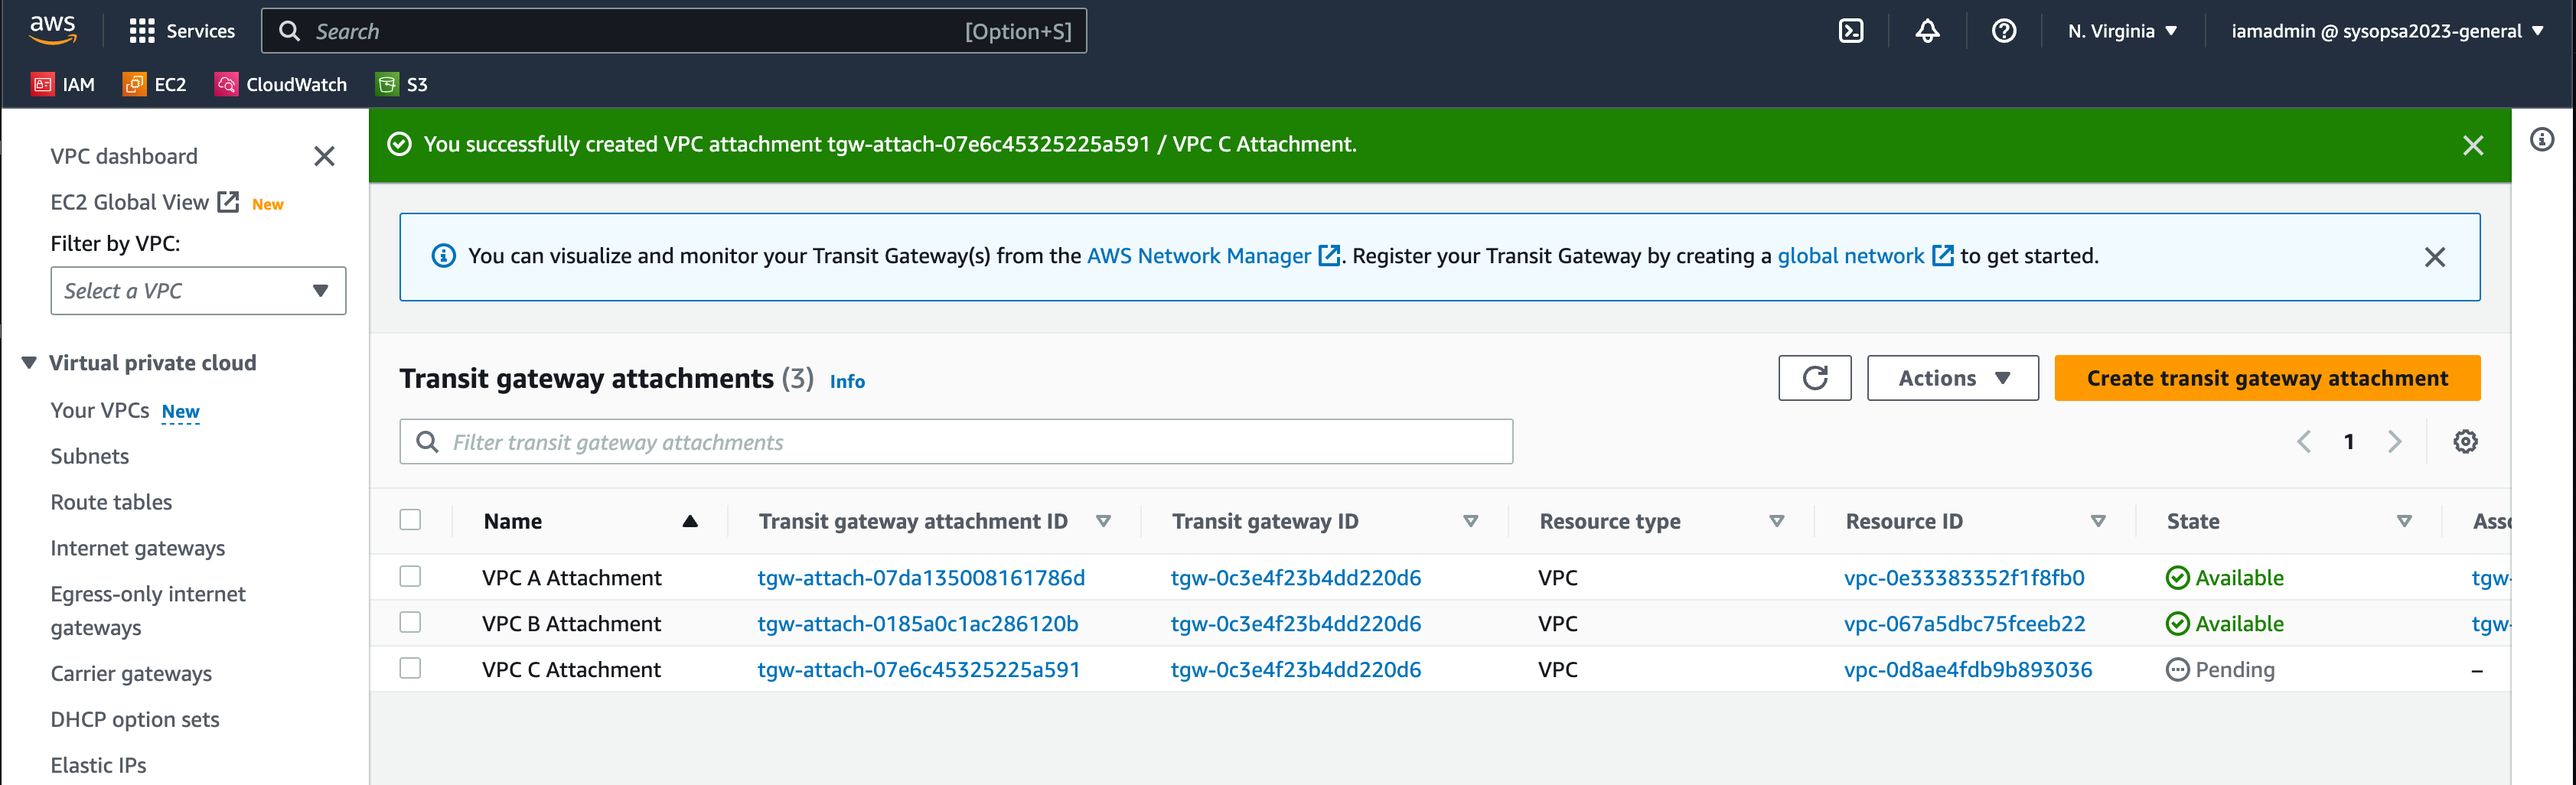 aws
Services
Search [Option+S]
N. Virginia
iamadmin @ sysopsa2023-general
IAM
EC2
CloudWatch
S3
VPC dashboard
EC2 Global View New
Filter by VPC:
Select a VPC
Virtual private cloud
Your VPCs New
Subnets
Route tables
Internet gateways
Egress-only internet
gateways
Carrier gateways
DHCP option sets
Elastic IPs
You successfully created VPC attachment tgw-attach-07e6c45325225a591 / VPC C Attachment.
You can visualize and monitor your Transit Gateway(s) from the AWS Network Manager. Register your Transit Gateway by creating a global network to get started.
Transit gateway attachments (3) Info
Actions
Create transit gateway attachment
Filter transit gateway attachments
1
Name Transit gateway attachment ID Transit gateway ID Resource type Resource ID State Asso
VPC A Attachment tgw-attach-07da135008161786d tgw-0c3e4f23b4dd220d6 VPC vpc-0e33383352f1f8fb0 Available tgw-
VPC B Attachment tgw-attach-0185a0c1ac286120b tgw-0c3e4f23b4dd220d6 VPC vpc-067a5dbc75fceeb22 Available tgw-
VPC C Attachment tgw-attach-07e6c45325225a591 tgw-0c3e4f23b4dd220d6 VPC vpc-0d8ae4fdb9b893036 Pending –